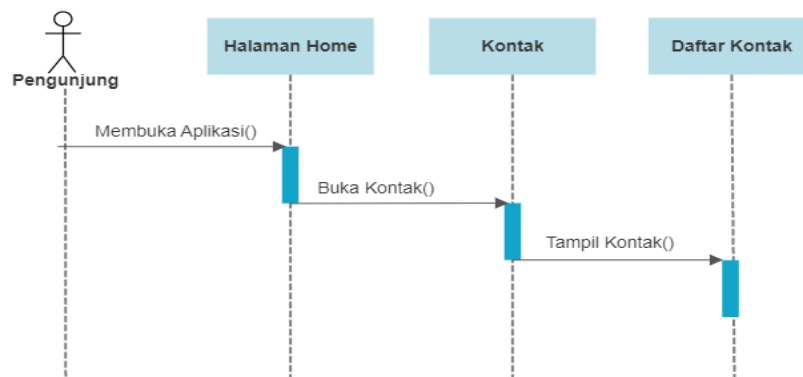 Halaman Home
Kontak
Daftar Kontak
Pengunjung
Membuka Aplikasi()
Buka Kontak()
Tampil Kontak()